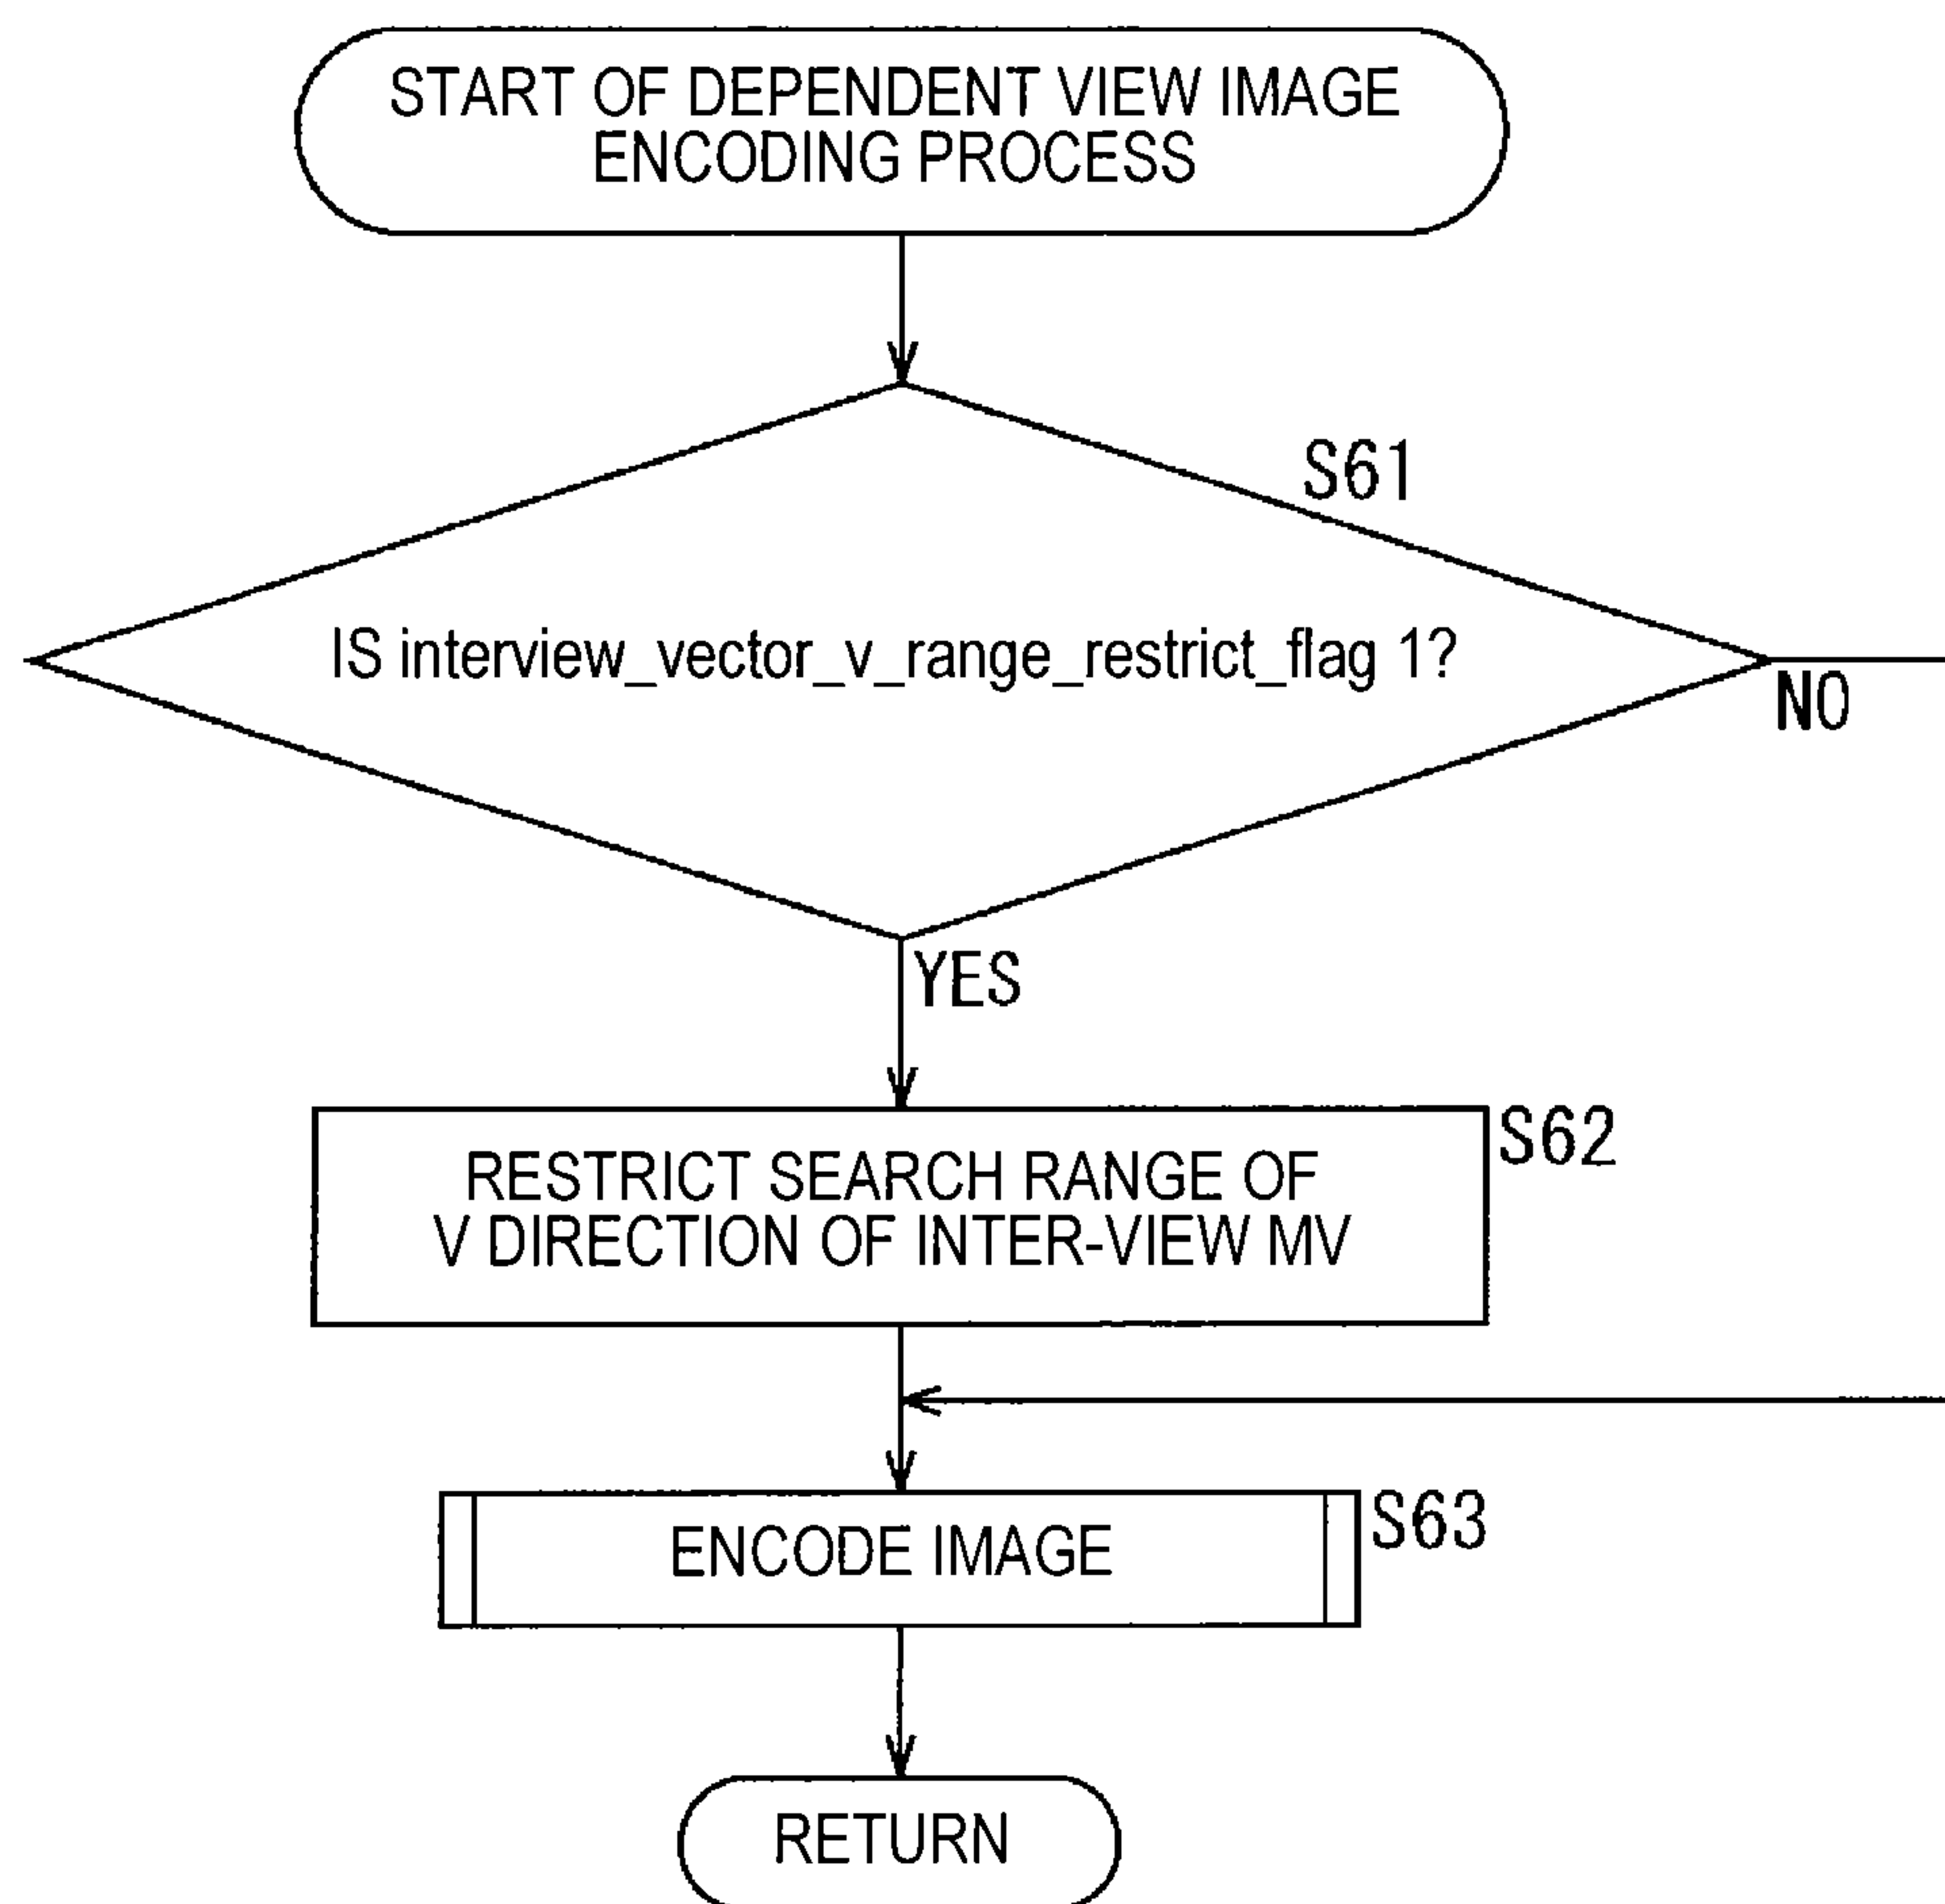 START OF DEPENDENT VIEW IMAGE
ENCODING PROCESS
S61
IS interview_vector_v_range_restrict_flag 1?
NO
YES
S62
RESTRICT SEARCH RANGE OF
V DIRECTION OF INTER-VIEW MV
ENCODE IMAGE
S63
RETURN